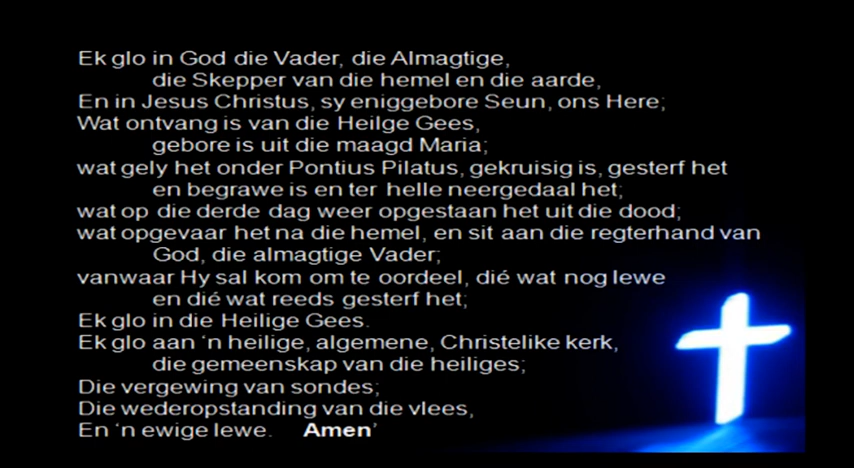 Ek glo in God die Vader, die Almagtige,
die Skepper van die hemel en die aarde,
En in Jesus Christus, sy eniggebore Seun, ons Here;
Wat ontvang is van die Heilge Gees,
gebore is uit die maagd Maria;
wat gely het onder Pontius Pilatus, gekruisig is, gesterf het
en begrawe is en ter helle neergedaal het;
wat op die derde dag weer opgestaan het uit die dood;
wat opgevaar het na die hemel, en sit aan die regterhand van
God, die almagtige Vader;
vanwaar Hy sal kom om te oordeel, dié wat nog lewe
en dié wat reeds gesterf het;
Ek glo in die Heilige Gees.
Ek glo aan ‘n heilige, algemene, Christelike kerk,
die gemeenskap van die heiliges;
Die vergewing van sondes;
Die wederopstanding van die vlees,
En ‘n ewige lewe. Amen’